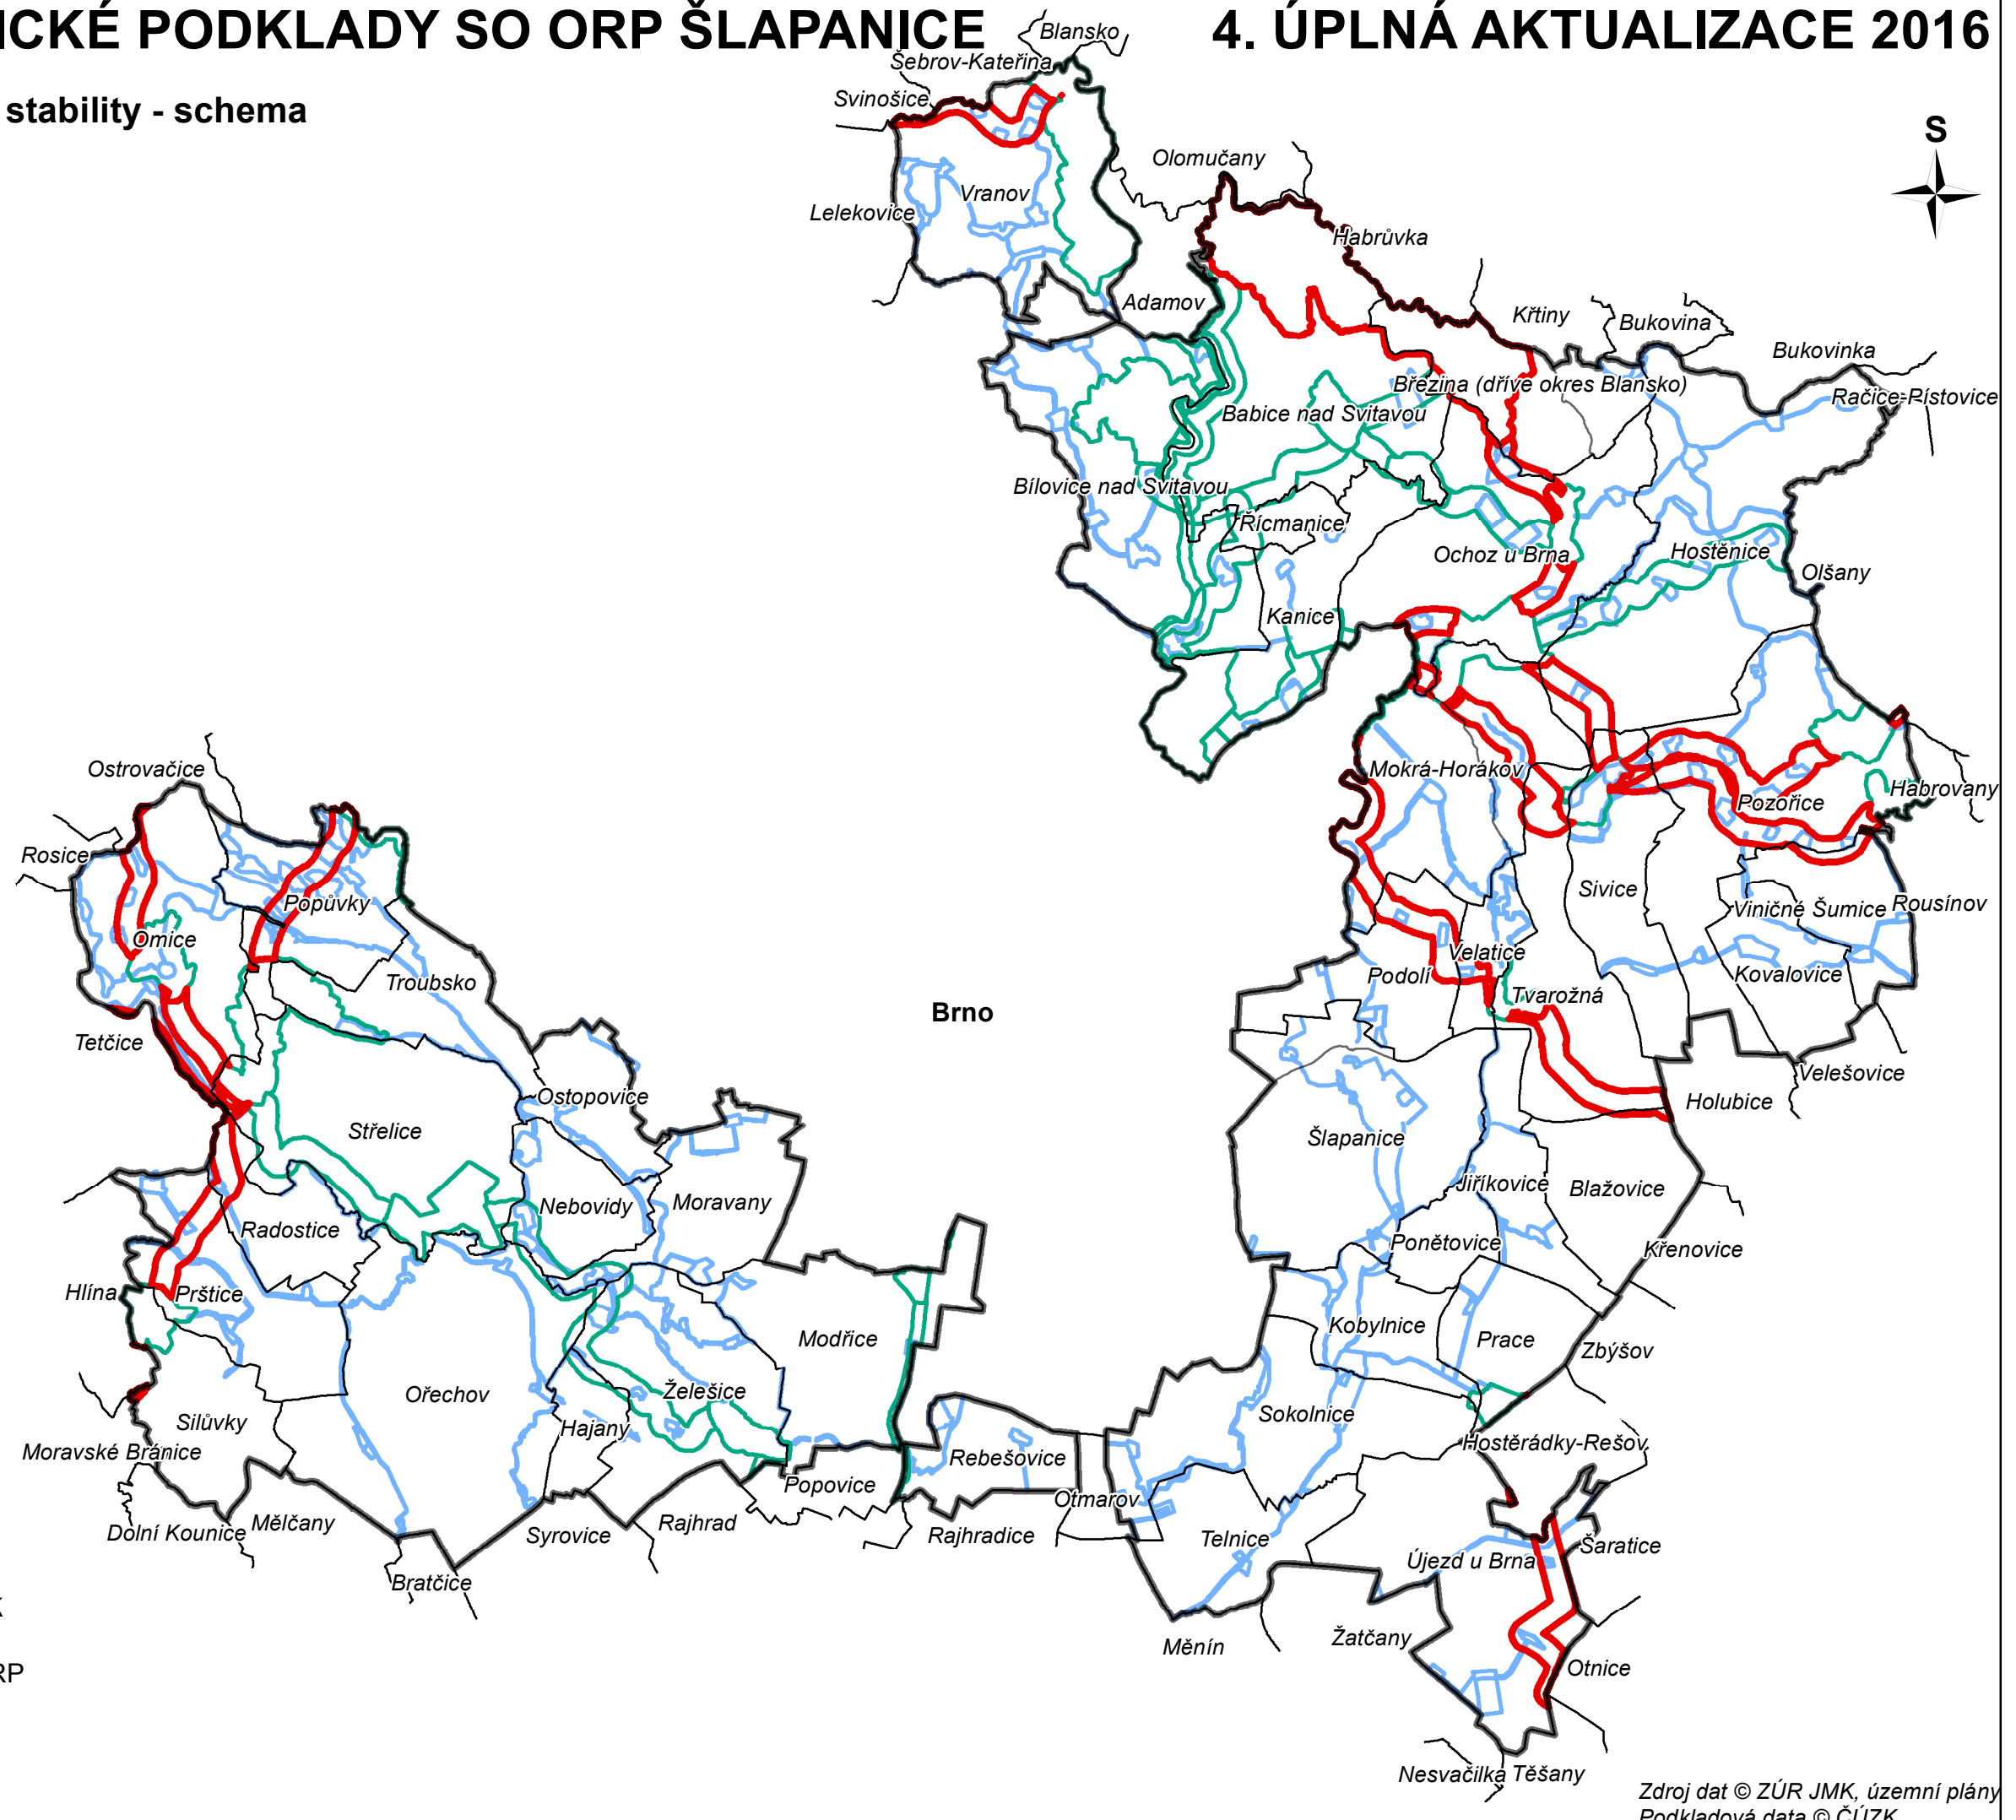 ICKÉ PODKLADY SO ORP ŠLAPANICE
4. ÚPLNÁ AKTUALIZACE 2016
stability - schema
S
Blansko
Šebrov-Kateřina
Svinošice
Olomučany
Vranov
Lelekovice
Habrůvka
Adamov
Křtiny
Bukovina
Bukovinka
Březina (dříve okres Blansko)
Račice-Pístovice
Babice nad Svitavou
Bílovice nad Svitavou
Řícmanice
Ochoz u Brna
Hostěnice
Olšany
Kanice
Ostrovačice
Mokrá-Horákov
Habrovany
Pozořice
Rosice
Popůvky
Sivice
Viničné Šumice
Rousínov
Omice
Velatice
Troubsko
Podolí
Kovalovice
Tvarožná
Brno
Tetčice
Velešovice
Ostopovice
Holubice
Střelice
Šlapanice
Jiříkovice
Blažovice
Nebovidy
Moravany
Radostice
Ponětovice
Křenovice
Hlína
Prštice
Kobylnice
Modřice
Prace
Zbýšov
Ořechov
Želešice
Silůvky
Hajany
Sokolnice
Hostěrádky-Rešov
Moravské Bránice
Rebešovice
Popovice
Otmarov
Dolní Kounice
Mělčany
Syrovice
Rajhrad
Rajhradice
Telnice
Újezd u Brna
Šaratice
Bratčice
K
Měnín
Žatčany
Otnice
RP
Nesvačilka
Těšany
Zdroj dat © ZÚR JMK, územní plány
Podkladová data © ČÚZK